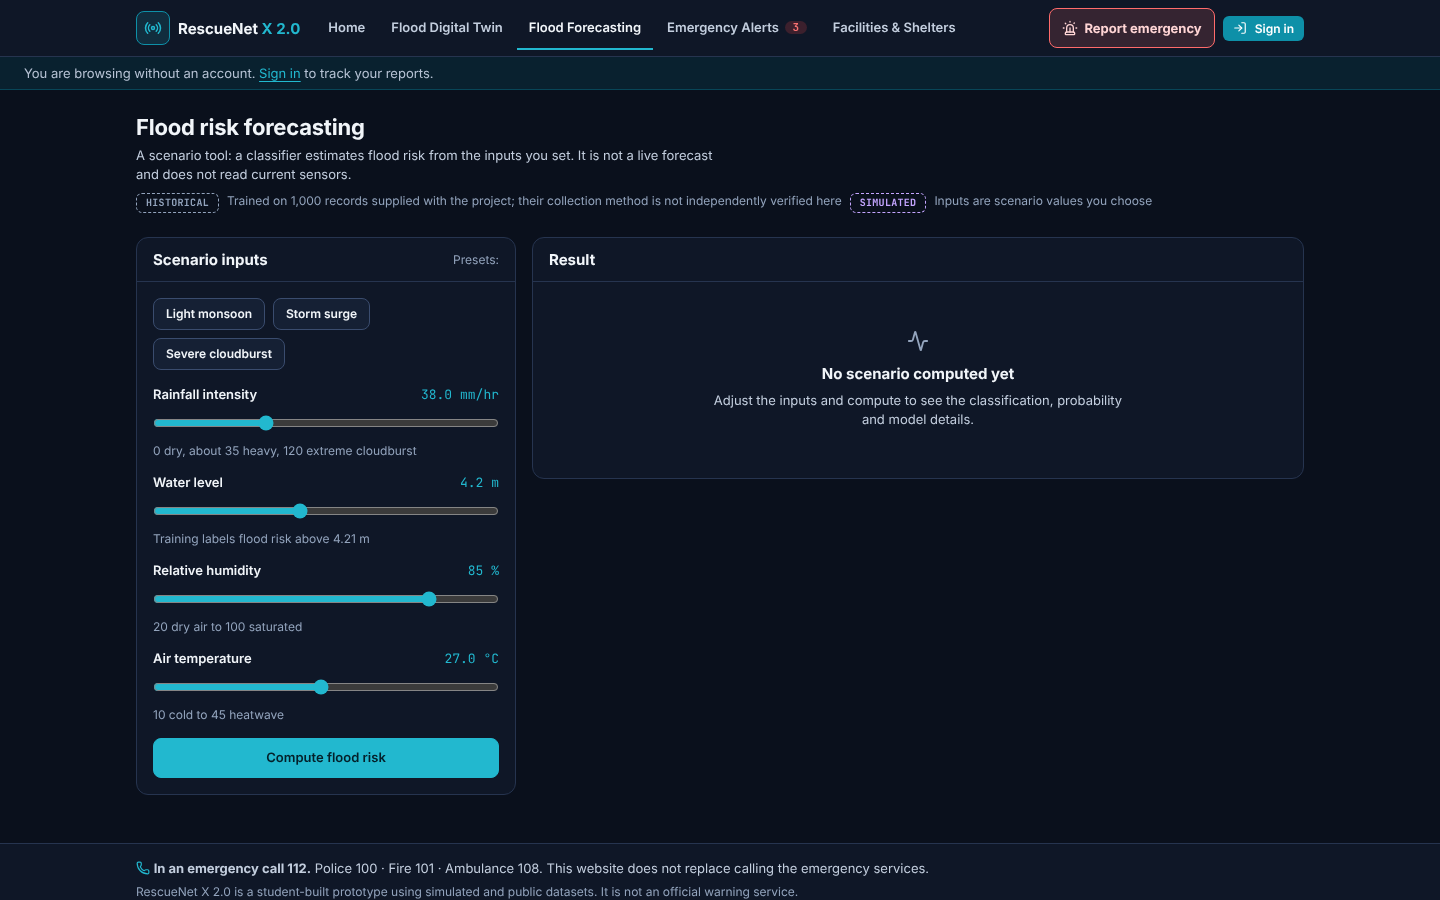 RescueNet X 2.0
Home
Flood Digital Twin
Flood Forecasting
Emergency Alerts 3
Facilities & Shelters
Report emergency
Sign in
You are browsing without an account. Sign in to track your reports.
Flood risk forecasting
A scenario tool: a classifier estimates flood risk from the inputs you set. It is not a live forecast
and does not read current sensors.
HISTORICAL Trained on 1,000 records supplied with the project; their collection method is not independently verified here SIMULATED Inputs are scenario values you choose
Scenario inputs
Presets:
Light monsoon
Storm surge
Severe cloudburst
Rainfall intensity
38.0 mm/hr
0 dry, about 35 heavy, 120 extreme cloudburst
Water level
4.2 m
Training labels flood risk above 4.21 m
Relative humidity
85 %
20 dry air to 100 saturated
Air temperature
27.0 °C
10 cold to 45 heatwave
Compute flood risk
Result
No scenario computed yet
Adjust the inputs and compute to see the classification, probability
and model details.
In an emergency call 112. Police 100 · Fire 101 · Ambulance 108. This website does not replace calling the emergency services.
RescueNet X 2.0 is a student-built prototype using simulated and public datasets. It is not an official warning service.